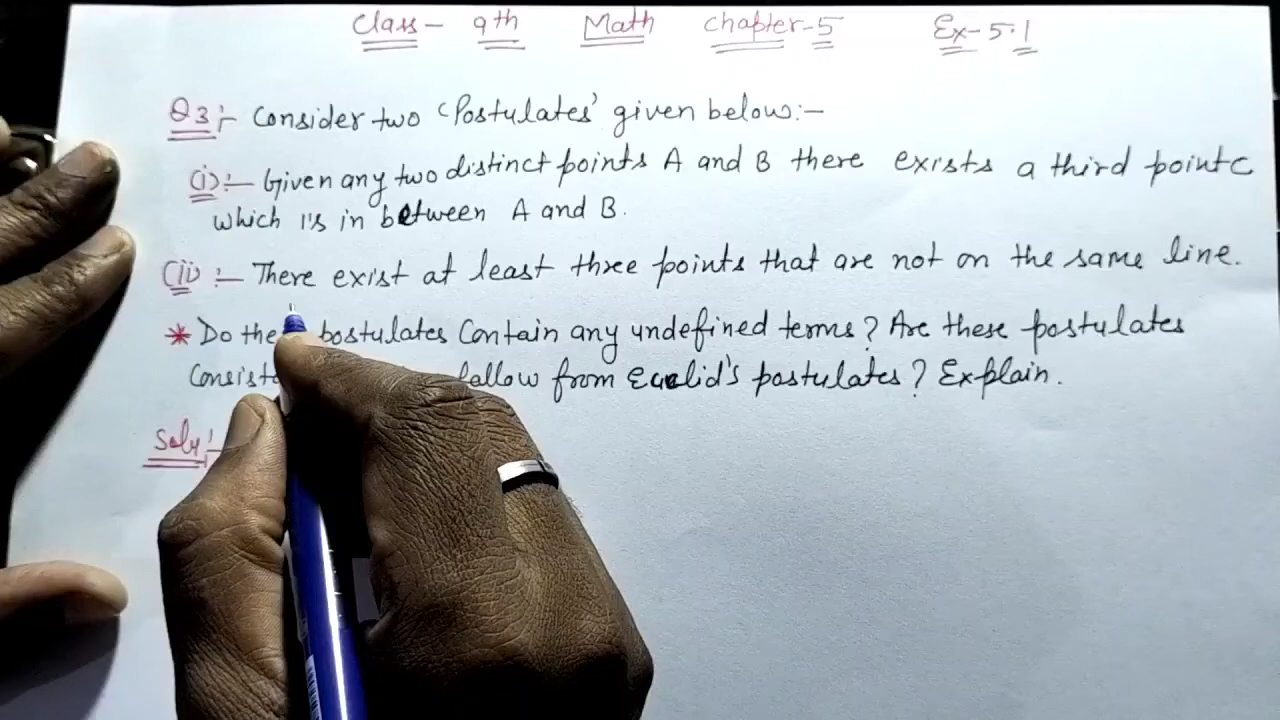 Class- 9th Math Chapter-5 Ex-5.1
Q3:- Consider two 'Postulates' given below:-
(i):- Given any two distinct points A and B there exists a third point C
which is in between A and B.
(ii):- There exist at least three points that are not on the same line.
* Do the postulates Contain any undefined terms? Are these postulates
follow from Euclid's postulates? Explain.